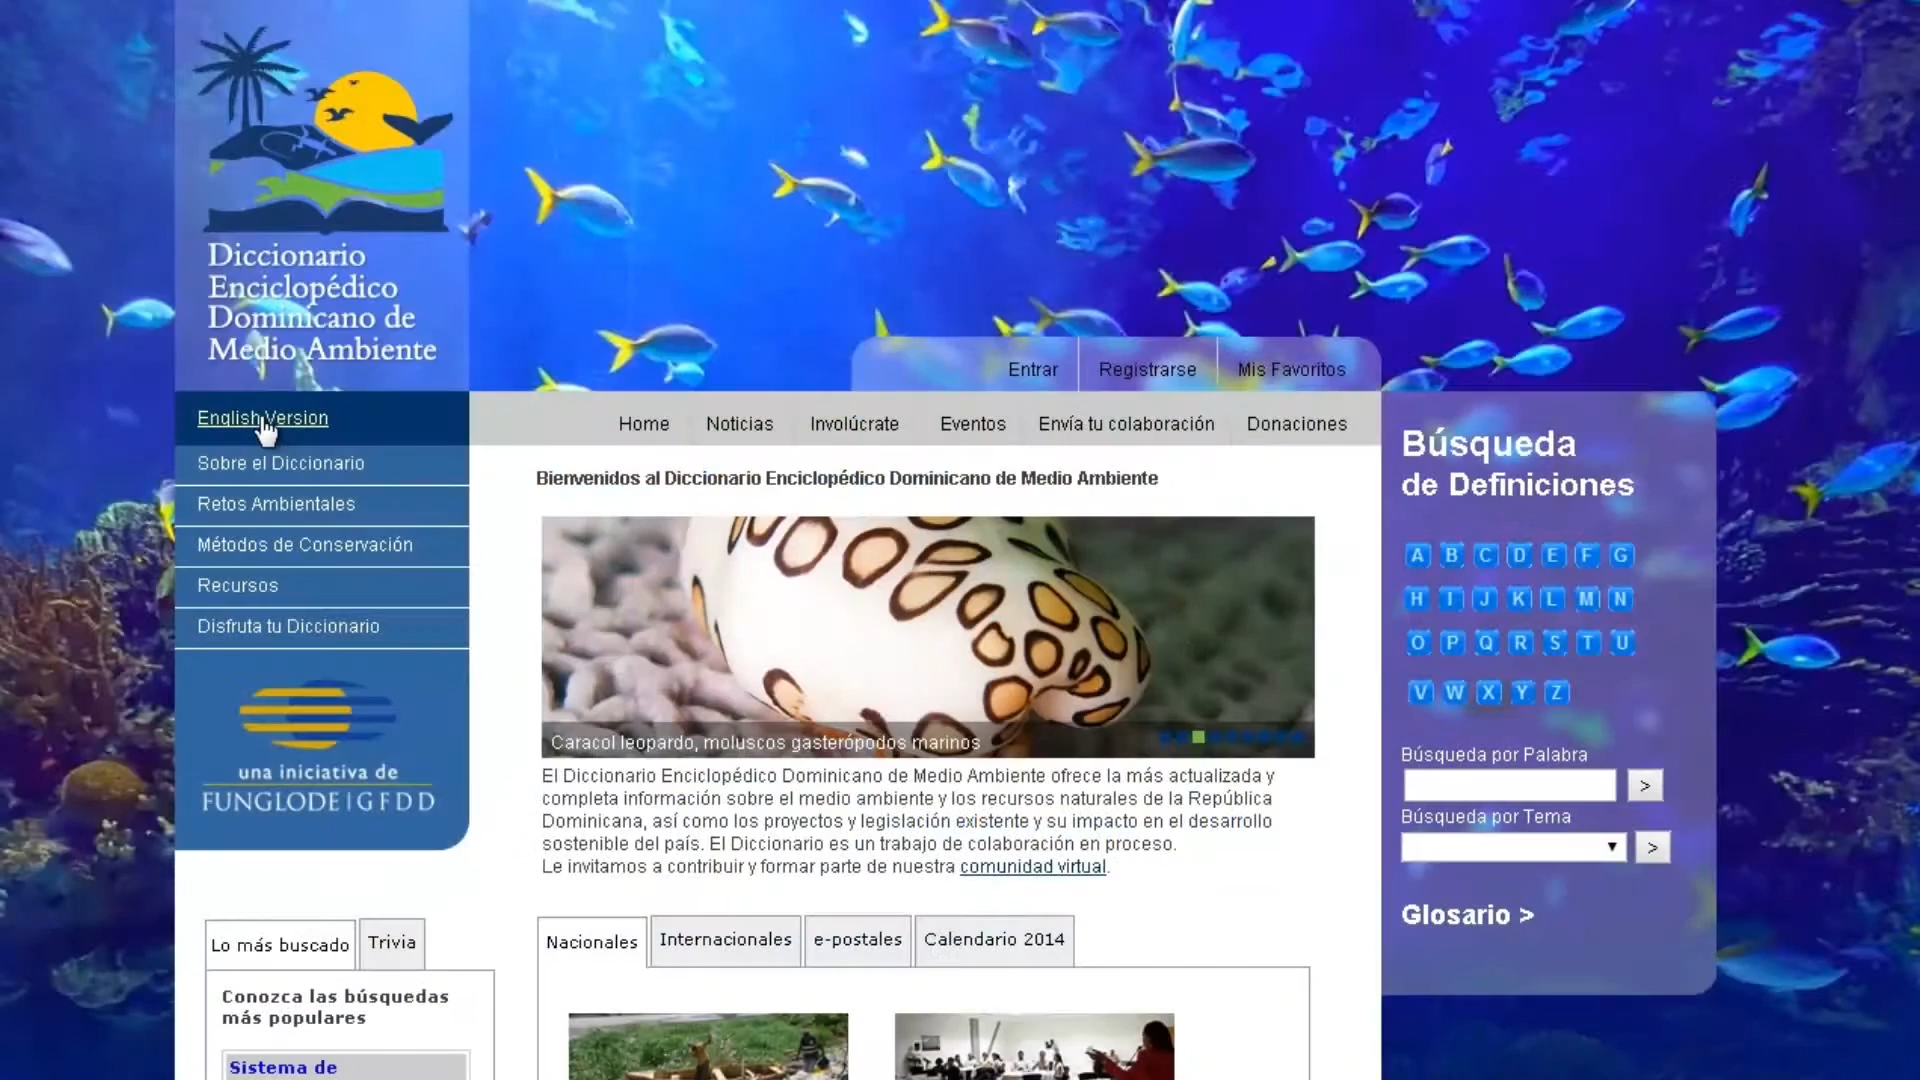 Diccionario
Enciclopédico
Dominicano de
Medio Ambiente
Entrar
Registrarse
Mis Favoritos
English Version
Sobre el Diccionario
Retos Ambientales
Métodos de Conservación
Recursos
Disfruta tu Diccionario
una iniciativa de
FUNGLODE | GFDD
Home
Noticias
Involúcrate
Eventos
Envía tu colaboración
Donaciones
Bienvenidos al Diccionario Enciclopédico Dominicano de Medio Ambiente
Caracol leopardo, moluscos gasterópodos marinos
El Diccionario Enciclopédico Dominicano de Medio Ambiente ofrece la más actualizada y
completa información sobre el medio ambiente y los recursos naturales de la República
Dominicana, así como los proyectos y legislación existente y su impacto en el desarrollo
sostenible del país. El Diccionario es un trabajo de colaboración en proceso.
Le invitamos a contribuir y formar parte de nuestra comunidad virtual.
Búsqueda
de Definiciones
A B C D E F G
H I J K L M N
O P Q R S T U
V W X Y Z
Búsqueda por Palabra
>
Búsqueda por Tema
>
Glosario >
Lo más buscado
Trivia
Conozca las búsquedas
más populares
Sistema de
Nacionales
Internacionales
e-postales
Calendario 2014